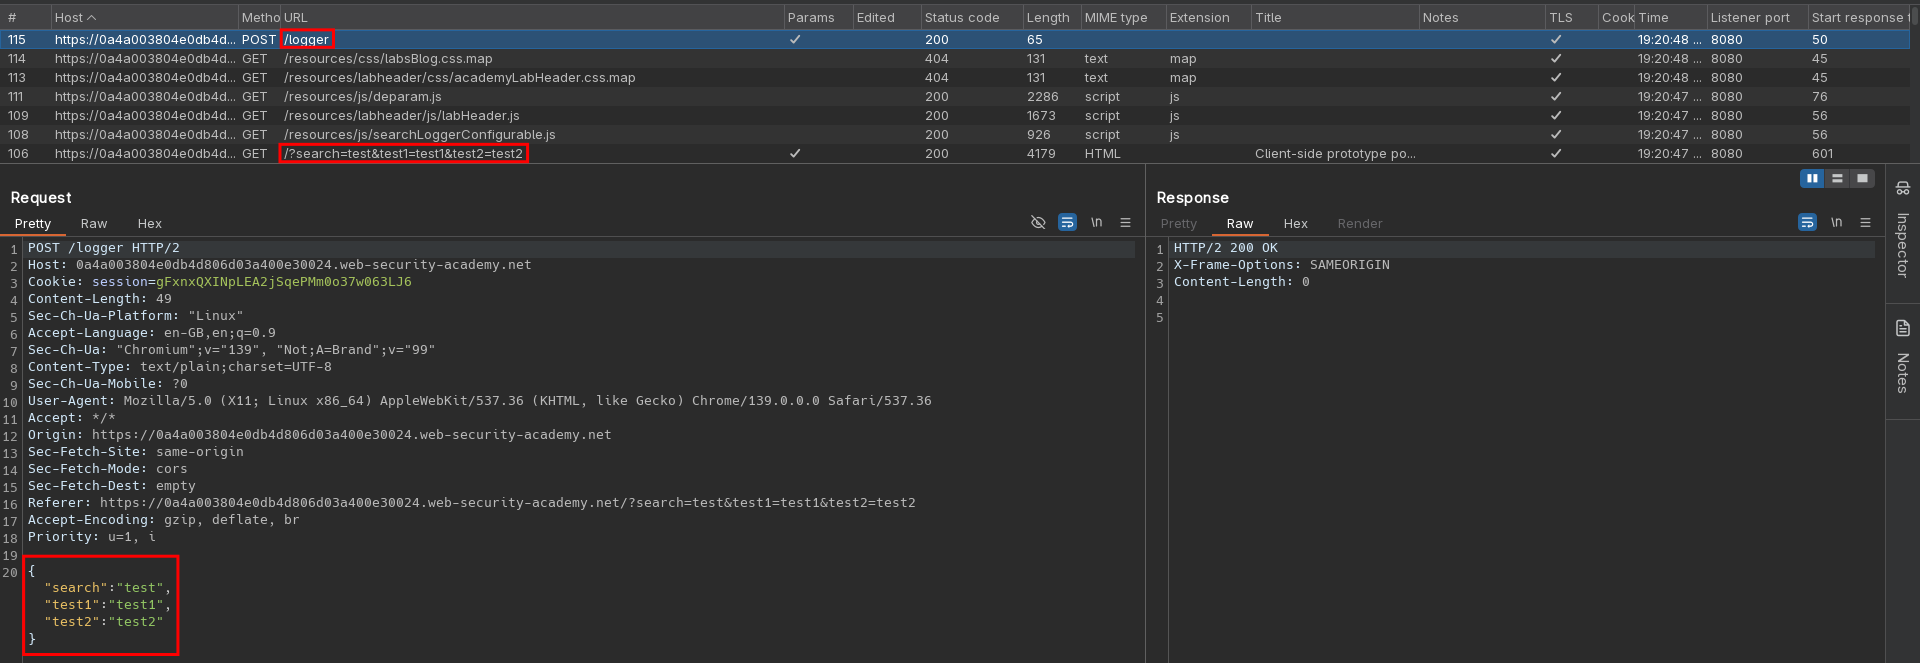 # Host Metho URL Params Edited Status code Length MIME type Extension Title Notes TLS Cook Time Listener port Start response
115 https://0a4a003804e0db4d... POST /logger ✓ 200 65 ✓ 19:20:48 ... 8080 50
114 https://0a4a003804e0db4d... GET /resources/css/labsBlog.css.map 404 131 text map ✓ 19:20:48 ... 8080 45
113 https://0a4a003804e0db4d... GET /resources/labheader/css/academyLabHeader.css.map 404 131 text map ✓ 19:20:48 ... 8080 45
111 https://0a4a003804e0db4d... GET /resources/js/deparam.js 200 2286 script js ✓ 19:20:47 ... 8080 76
109 https://0a4a003804e0db4d... GET /resources/labheader/js/labHeader.js 200 1673 script js ✓ 19:20:47 ... 8080 56
108 https://0a4a003804e0db4d... GET /resources/js/searchLoggerConfigurable.js 200 926 script js ✓ 19:20:47 ... 8080 56
106 https://0a4a003804e0db4d... GET /?search=test&test1=test1&test2=test2 ✓ 200 4179 HTML Client-side prototype po... ✓ 19:20:47 ... 8080 601
Request
Pretty Raw Hex \n
1 POST /logger HTTP/2
2 Host: 0a4a003804e0db4d806d03a400e30024.web-security-academy.net
3 Cookie: session=gFxnxQXINpLEA2jSqePMm0o37w063LJ6
4 Content-Length: 49
5 Sec-Ch-Ua-Platform: "Linux"
6 Accept-Language: en-GB,en;q=0.9
7 Sec-Ch-Ua: "Chromium";v="139", "Not;A=Brand";v="99"
8 Content-Type: text/plain;charset=UTF-8
9 Sec-Ch-Ua-Mobile: ?0
10 User-Agent: Mozilla/5.0 (X11; Linux x86_64) AppleWebKit/537.36 (KHTML, like Gecko) Chrome/139.0.0.0 Safari/537.36
11 Accept: */*
12 Origin: https://0a4a003804e0db4d806d03a400e30024.web-security-academy.net
13 Sec-Fetch-Site: same-origin
14 Sec-Fetch-Mode: cors
15 Sec-Fetch-Dest: empty
16 Referer: https://0a4a003804e0db4d806d03a400e30024.web-security-academy.net/?search=test&test1=test1&test2=test2
17 Accept-Encoding: gzip, deflate, br
18 Priority: u=1, i
19
20 {
"search":"test",
"test1":"test1",
"test2":"test2"
}
Response
Pretty Raw Hex Render \n
1 HTTP/2 200 OK
2 X-Frame-Options: SAMEORIGIN
3 Content-Length: 0
4
5
Inspector
Notes